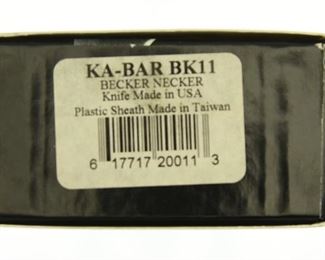 KA-BAR BK11
BECKER NECKER
Knife Made in USA
Plastic Sheath Made in Taiwan
6 17717 20011 3